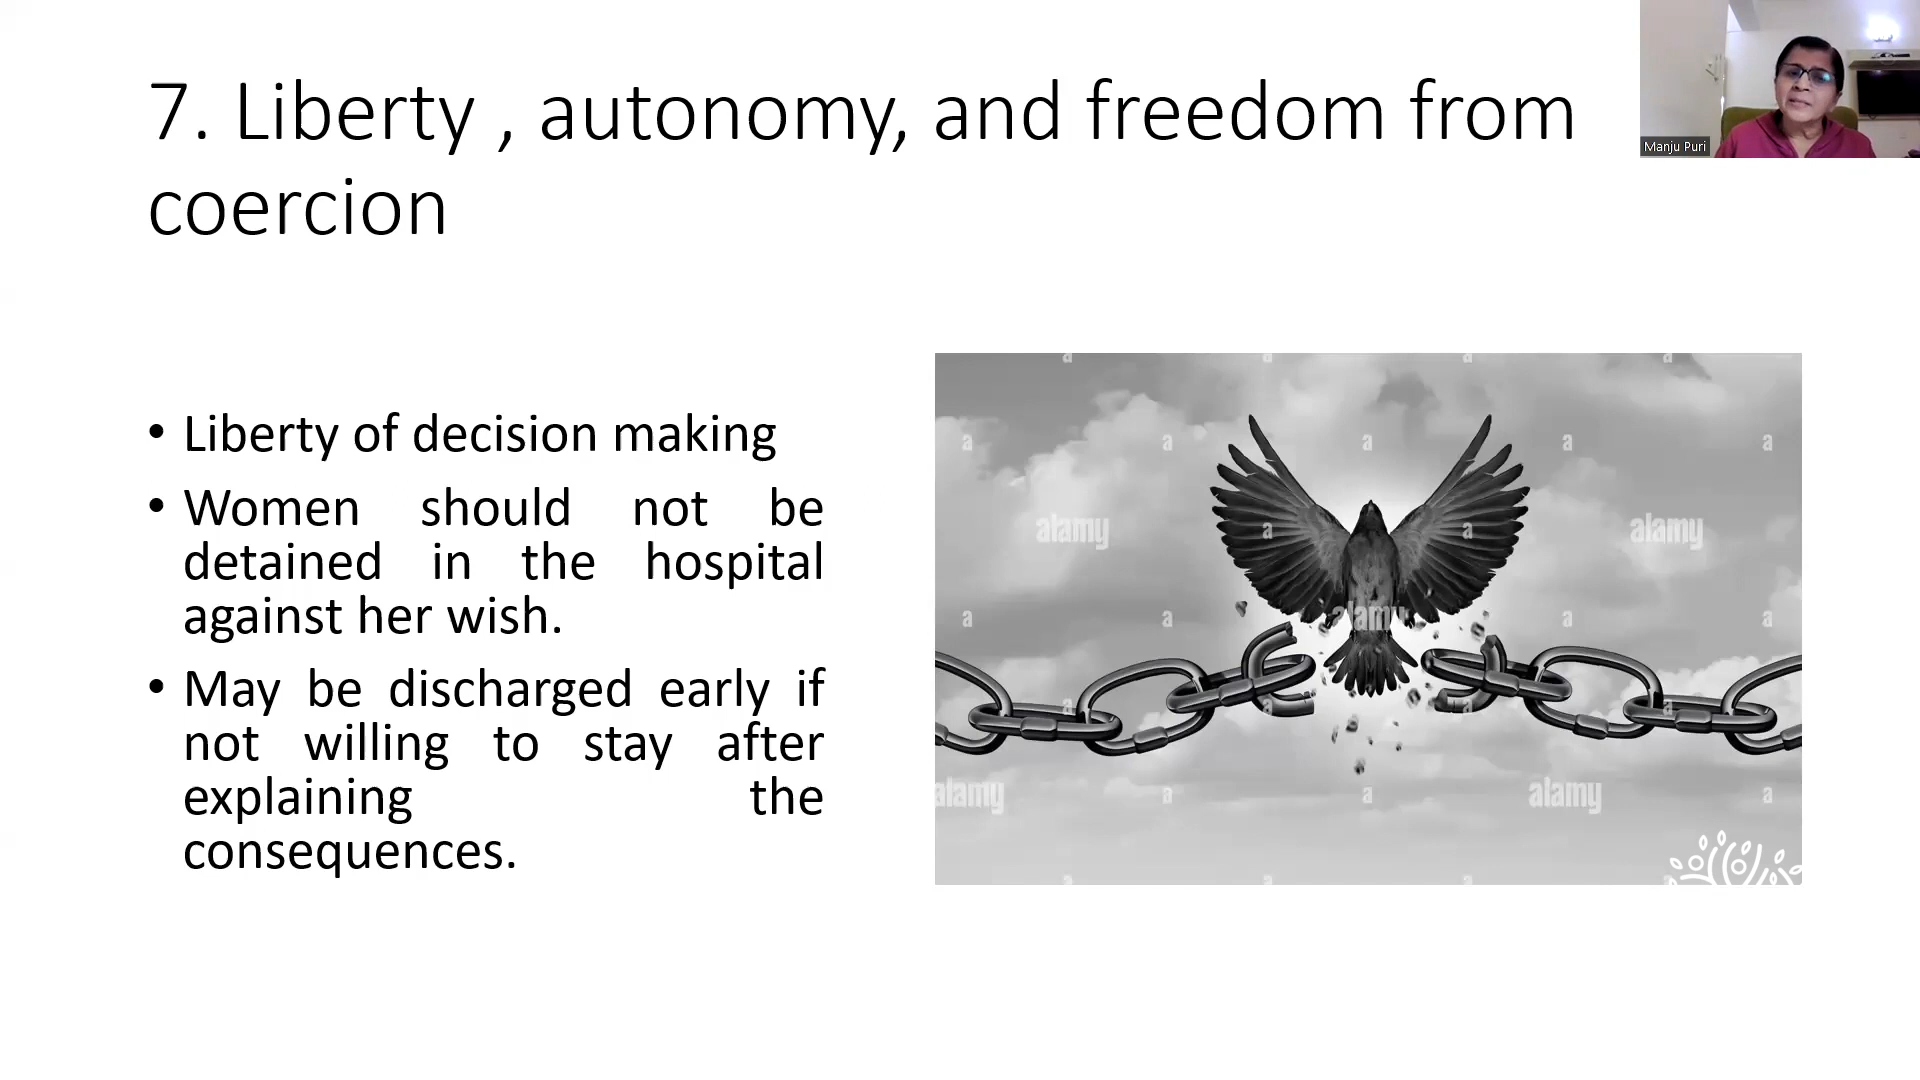 7. Liberty , autonomy, and freedom from
coercion
Manju Puri
• Liberty of decision making
• Women should not be
detained in the hospital
against her wish.
• May be discharged early if
not willing to stay after
explaining the
consequences.
a a a a
a a a a a
alamy a a alamy
a a alamy a a
a a a
alamy a a alamy a
a a a a